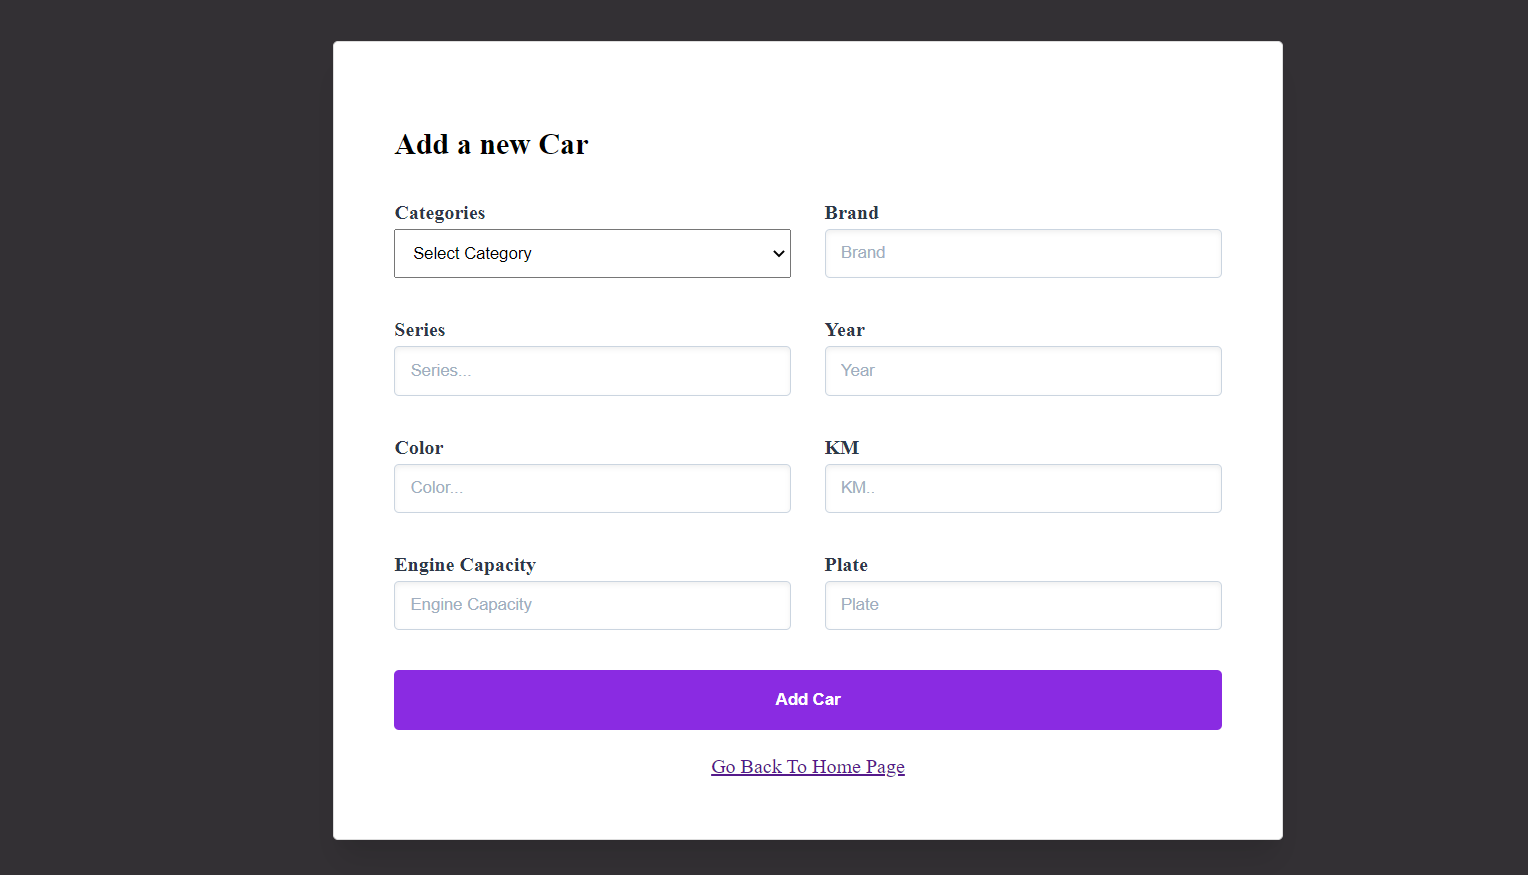 Add a new Car
Categories
Brand
Select Category
Brand
Series
Year
Series...
Year
Color
KM
Color...
KM..
Engine Capacity
Plate
Engine Capacity
Plate
Add Car
Go Back To Home Page